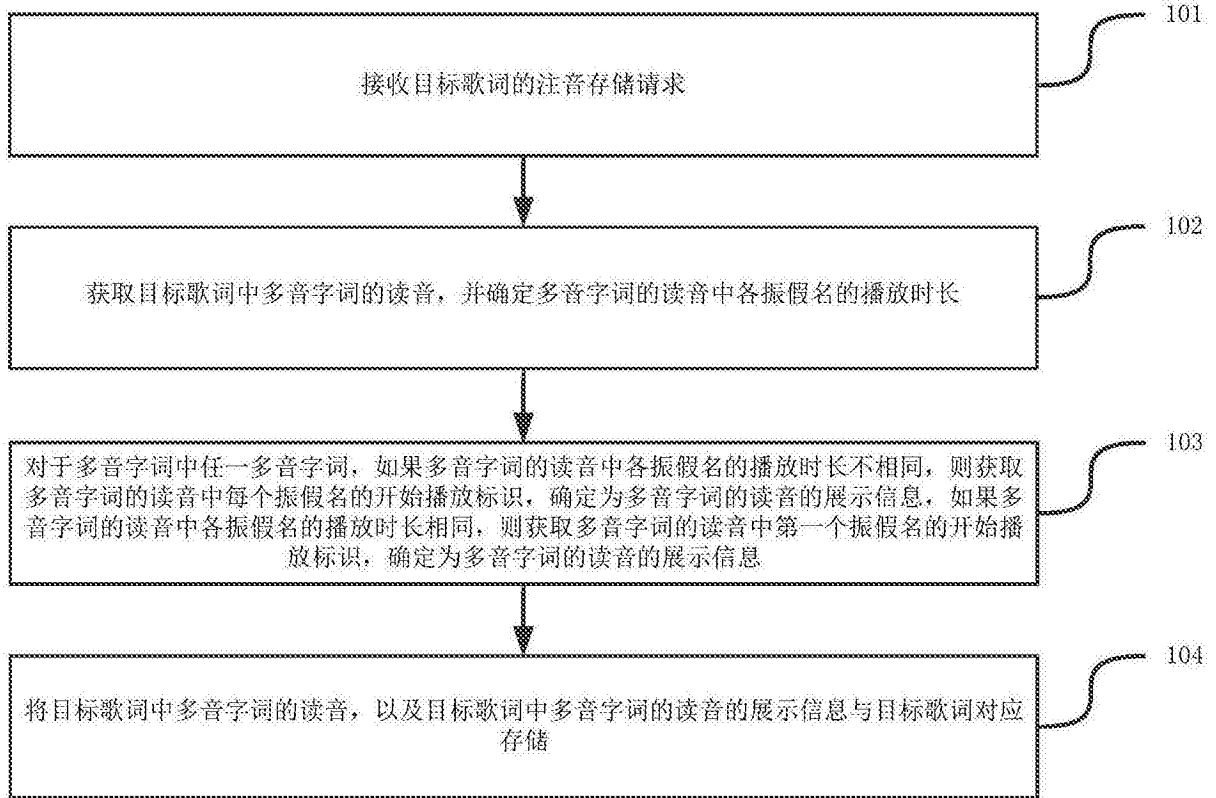 101
接收目标歌词的注音存储请求
102
获取目标歌词中多音字词的读音，并确定多音字词的读音中各振假名的播放时长
103
对于多音字词中任一多音字词，如果多音字词的读音中各振假名的播放时长不相同，则获取
多音字词的读音中每个振假名的开始播放标识，确定为多音字词的读音的展示信息，如果多
音字词的读音中各振假名的播放时长相同，则获取多音字词的读音中第一个振假名的开始播
放标识，确定为多音字词的读音的展示信息
104
将目标歌词中多音字词的读音，以及目标歌词中多音字词的读音的展示信息与目标歌词对应
存储